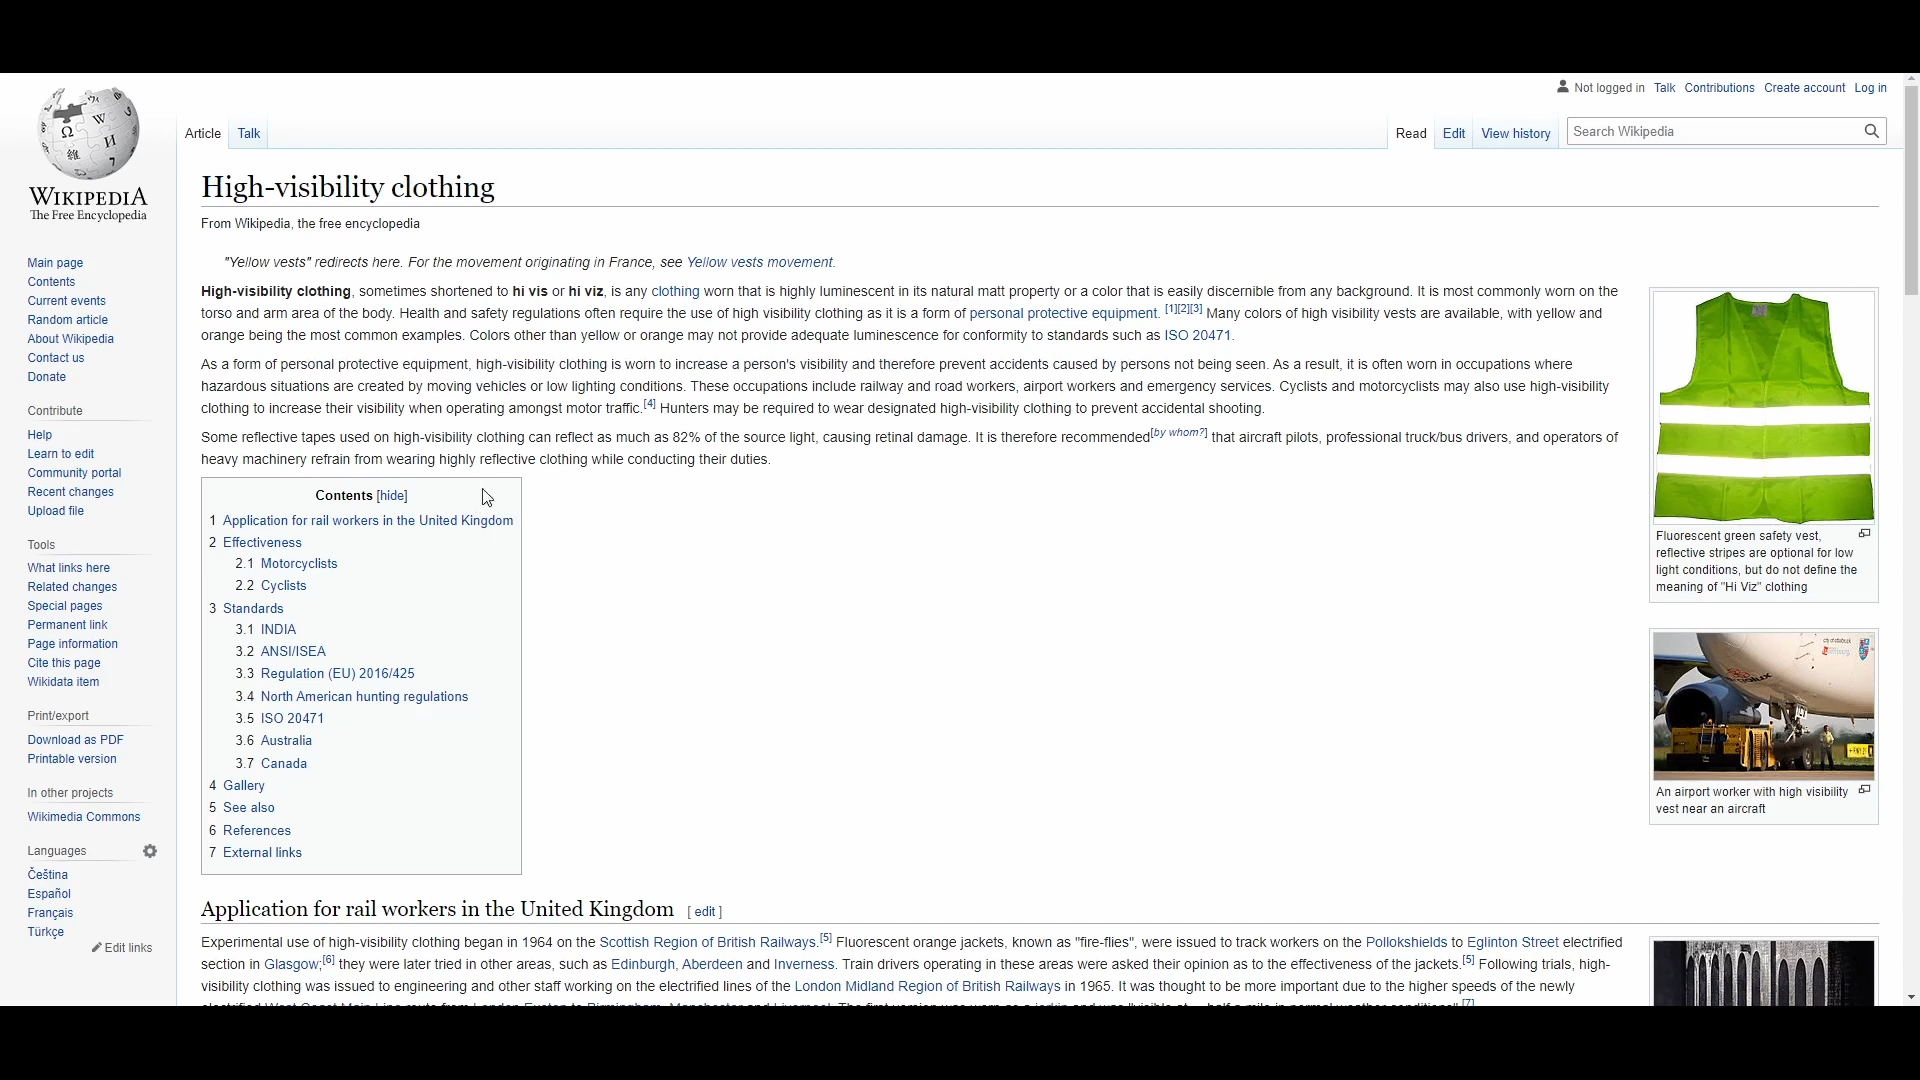 Not logged in Talk Contributions Create account Log in
Article Talk Read Edit View history Search Wikipedia
WIKIPEDIA
The Free Encyclopedia
Main page
Contents
Current events
Random article
About Wikipedia
Contact us
Donate
Contribute
Help
Learn to edit
Community portal
Recent changes
Upload file
Tools
What links here
Related changes
Special pages
Permanent link
Page information
Cite this page
Wikidata item
Print/export
Download as PDF
Printable version
In other projects
Wikimedia Commons
Languages
Čeština
Español
Français
Türkçe
Edit links
High-visibility clothing
From Wikipedia, the free encyclopedia
"Yellow vests" redirects here. For the movement originating in France, see Yellow vests movement.
High-visibility clothing, sometimes shortened to hi vis or hi viz, is any clothing worn that is highly luminescent in its natural matt property or a color that is easily discernible from any background. It is most commonly worn on the
torso and arm area of the body. Health and safety regulations often require the use of high visibility clothing as it is a form of personal protective equipment. [1][2][3] Many colors of high visibility vests are available, with yellow and
orange being the most common examples. Colors other than yellow or orange may not provide adequate luminescence for conformity to standards such as ISO 20471.
As a form of personal protective equipment, high-visibility clothing is worn to increase a person's visibility and therefore prevent accidents caused by persons not being seen. As a result, it is often worn in occupations where
hazardous situations are created by moving vehicles or low lighting conditions. These occupations include railway and road workers, airport workers and emergency services. Cyclists and motorcyclists may also use high-visibility
clothing to increase their visibility when operating amongst motor traffic.[4] Hunters may be required to wear designated high-visibility clothing to prevent accidental shooting.
Some reflective tapes used on high-visibility clothing can reflect as much as 82% of the source light, causing retinal damage. It is therefore recommended[by whom?] that aircraft pilots, professional truck/bus drivers, and operators of
heavy machinery refrain from wearing highly reflective clothing while conducting their duties.
Contents [hide]
1 Application for rail workers in the United Kingdom
2 Effectiveness
2.1 Motorcyclists
2.2 Cyclists
3 Standards
3.1 INDIA
3.2 ANSI/ISEA
3.3 Regulation (EU) 2016/425
3.4 North American hunting regulations
3.5 ISO 20471
3.6 Australia
3.7 Canada
4 Gallery
5 See also
6 References
7 External links
Fluorescent green safety vest,
reflective stripes are optional for low
light conditions, but do not define the
meaning of "Hi Viz" clothing
An airport worker with high visibility
vest near an aircraft
Application for rail workers in the United Kingdom [ edit ]
Experimental use of high-visibility clothing began in 1964 on the Scottish Region of British Railways.[5] Fluorescent orange jackets, known as "fire-flies", were issued to track workers on the Pollokshields to Eglinton Street electrified
section in Glasgow;[6] they were later tried in other areas, such as Edinburgh, Aberdeen and Inverness. Train drivers operating in these areas were asked their opinion as to the effectiveness of the jackets.[5] Following trials, high-
visibility clothing was issued to engineering and other staff working on the electrified lines of the London Midland Region of British Railways in 1965. It was thought to be more important due to the higher speeds of the newly